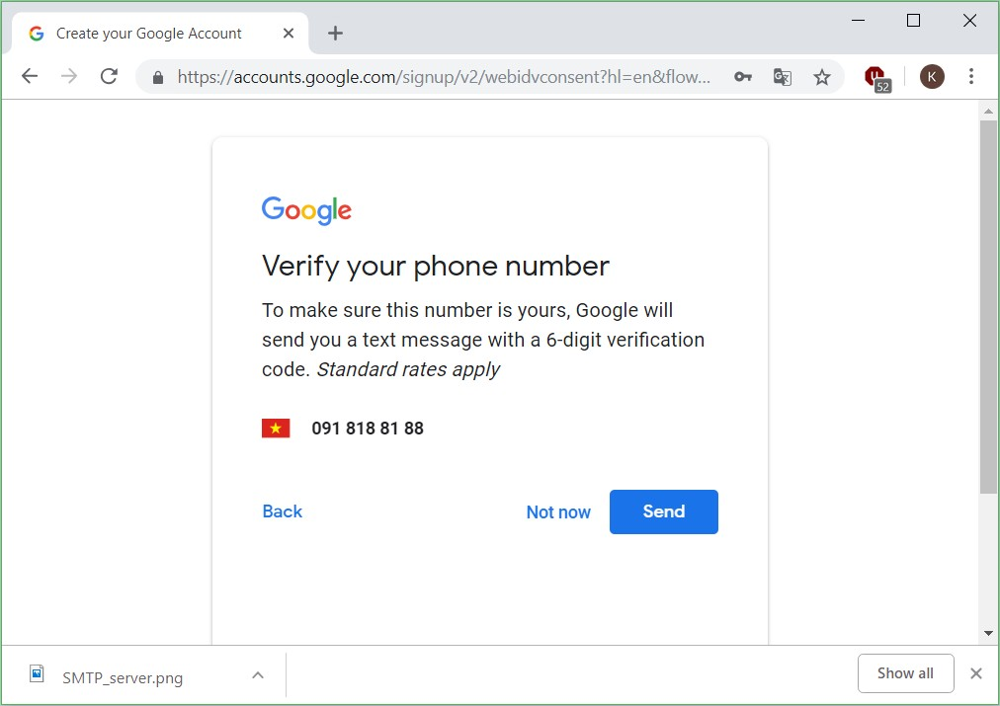 Create your Google Account
https://accounts.google.com/signup/v2/webidvconsent?hl=en&flow...
52
K
Google
Verify your phone number
To make sure this number is yours, Google will
send you a text message with a 6-digit verification
code. Standard rates apply
091 818 81 88
Back Not now Send
SMTP_server.png Show all